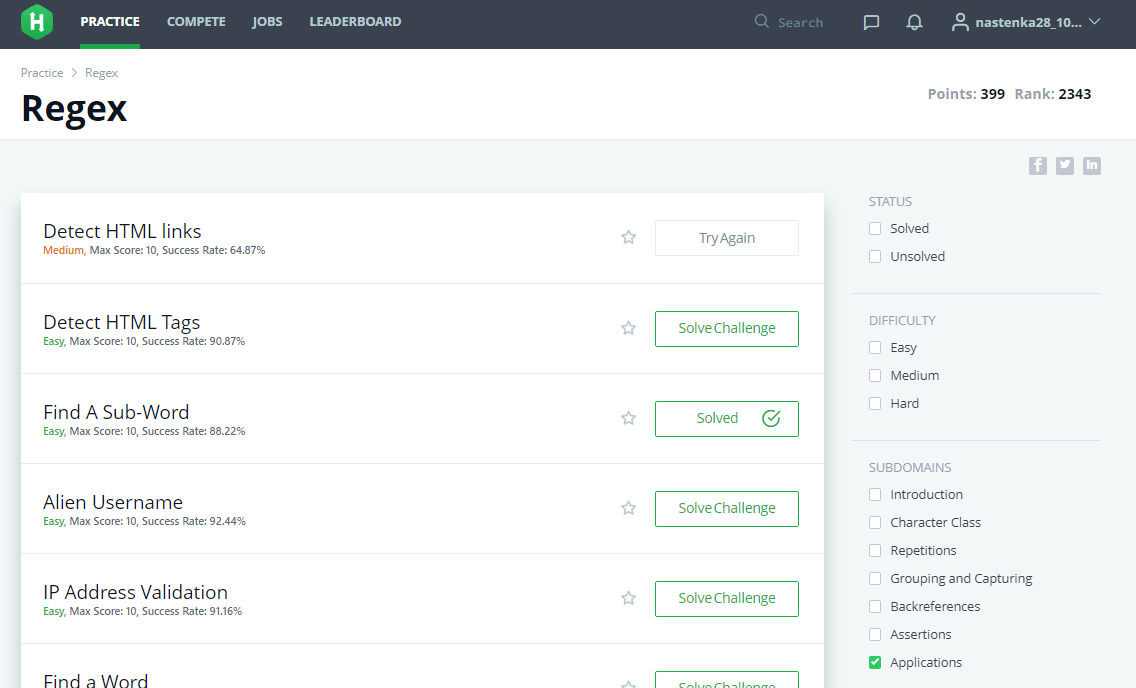 H PRACTICE COMPETE JOBS LEADERBOARD Search nastenka28_10...
Practice > Regex
Regex
Points: 399 Rank: 2343
Detect HTML links
Medium, Max Score: 10, Success Rate: 64.87%
Try Again
Detect HTML Tags
Easy, Max Score: 10, Success Rate: 90.87%
Solve Challenge
Find A Sub-Word
Easy, Max Score: 10, Success Rate: 88.22%
Solved
Alien Username
Easy, Max Score: 10, Success Rate: 92.44%
Solve Challenge
IP Address Validation
Easy, Max Score: 10, Success Rate: 91.16%
Solve Challenge
Find a Word
Solve Challenge
f in
STATUS
Solved
Unsolved
DIFFICULTY
Easy
Medium
Hard
SUBDOMAINS
Introduction
Character Class
Repetitions
Grouping and Capturing
Backreferences
Assertions
Applications